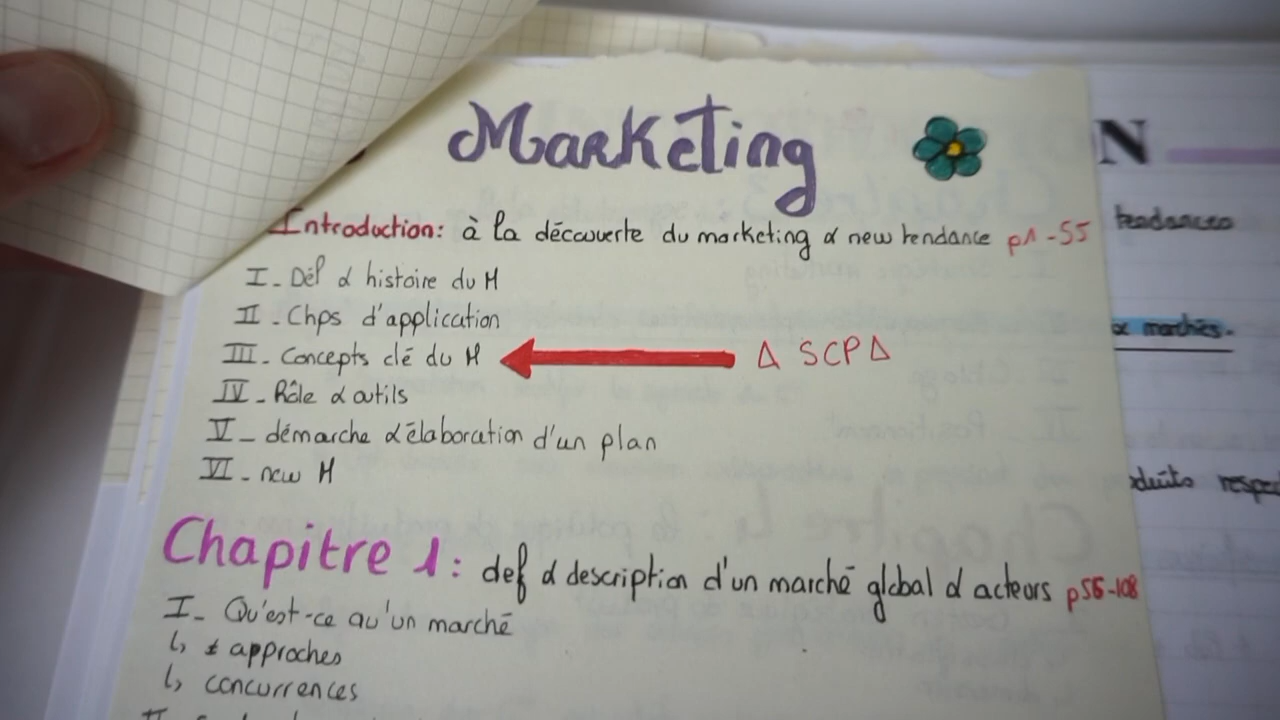 Marketing
Introduction: à la découverte du marketing & new tendance p1-55
I - Déf & histoire du M
II - Chps d'application
III - Concepts clé du M Δ SCP Δ
IV - Rôle & outils
V - démarche & élaboration d'un plan
VI - new M
Chapitre 1: def & description d'un marché global & acteurs p56-108
I - Qu'est-ce qu'un marché
↳ ≠ approches
↳ concurrences
N
tendances
& marchés.